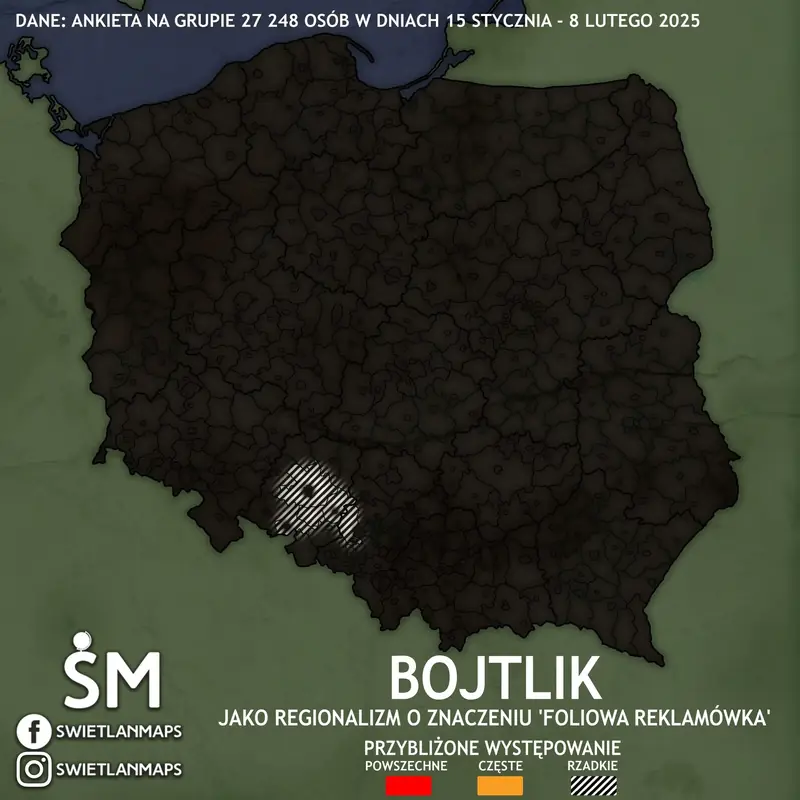 DANE: ANKIETA NA GRUPIE 27 248 OSÓB W DNIACH 15 STYCZNIA - 8 LUTEGO 2025
ŚM
SWIETLANMAPS
SWIETLANMAPS
BOJTLIK
JAKO REGIONALIZM O ZNACZENIU 'FOLIOWA REKLAMÓWKA'
PRZYBLIŻONE WYSTĘPOWANIE
POWSZECHNE CZĘSTE RZADKIE